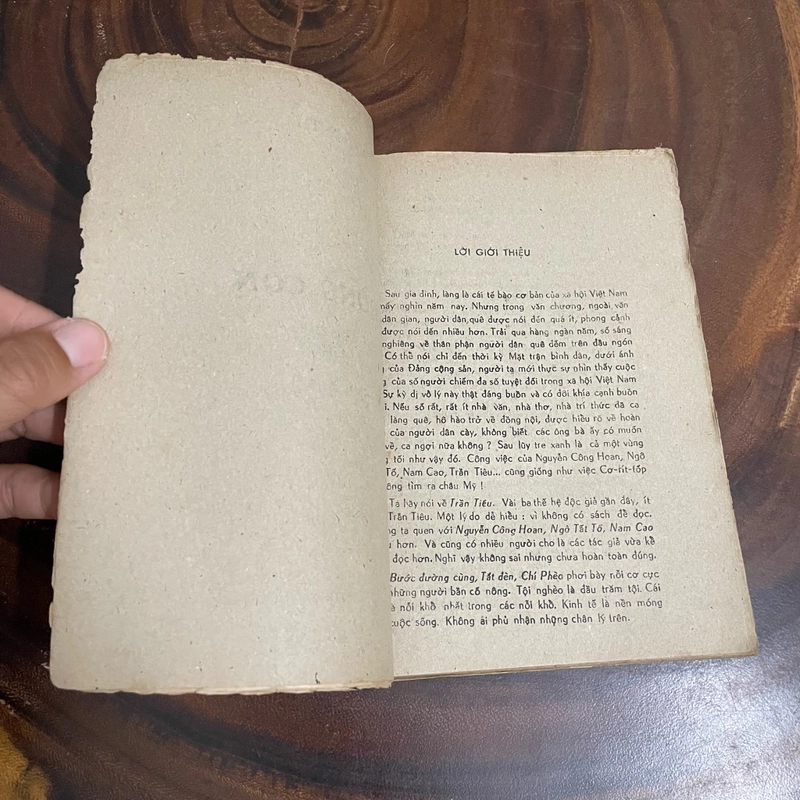 LỜI GIỚI THIỆU
Sau gia đình, làng là cái tế bào cơ bản của xã hội Việt Nam
mấy nghìn năm nay. Nhưng trong văn chương, ngoài văn
dân gian, người dân quê được nói đến quá ít, phong cảnh
được nói đến nhiều hơn. Trải qua hàng ngàn năm, số sáng
nghiêng về thân phận người dân quê đếm trên đầu ngón
Có thể nói chỉ đến thời kỳ Mặt trận bình dân, dưới ánh
của Đảng cộng sản, người ta mới thực sự nhìn thấy cuộc
của số người chiếm đa số tuyệt đối trong xã hội Việt Nam
Sự kỳ dị vô lý này thật đáng buồn và có đôi khía cạnh buồn
Nếu số rất, rất ít nhà văn, nhà thơ, nhà trí thức đã ca
làng quê, hô hào trở về đồng nội, được hiểu rõ về hoàn
của người dân cày, không biết các ông bà ấy có muốn
về, ca ngợi nữa không ? Sau lũy tre xanh là cả một vùng
tối như vậy đó. Công việc của Nguyễn Công Hoan, Ngô
Tố, Nam Cao, Trần Tiêu... cũng giống như việc Cơ-rít-tốp
tìm ra châu Mỹ !
Ta hãy nói về Trần Tiêu. Vài ba thế hệ độc giả gần đây, ít
Trần Tiêu. Một lý do dễ hiểu : vì không có sách để đọc.
ta quen với Nguyễn Công Hoan, Ngô Tất Tố, Nam Cao
hơn. Và cũng có nhiều người cho là các tác giả vừa kể
đọc hơn. Nghĩ vậy không sai nhưng chưa hoàn toàn đúng.
Bước đường cùng, Tắt đèn, Chí Phèo phơi bày nỗi cơ cực
những người bần cố nông. Tội nghèo là đầu trăm tội. Cái
nỗi khổ nhất trong các nỗi khổ. Kinh tế là nền móng
cuộc sống. Không ai phủ nhận những chân lý trên.